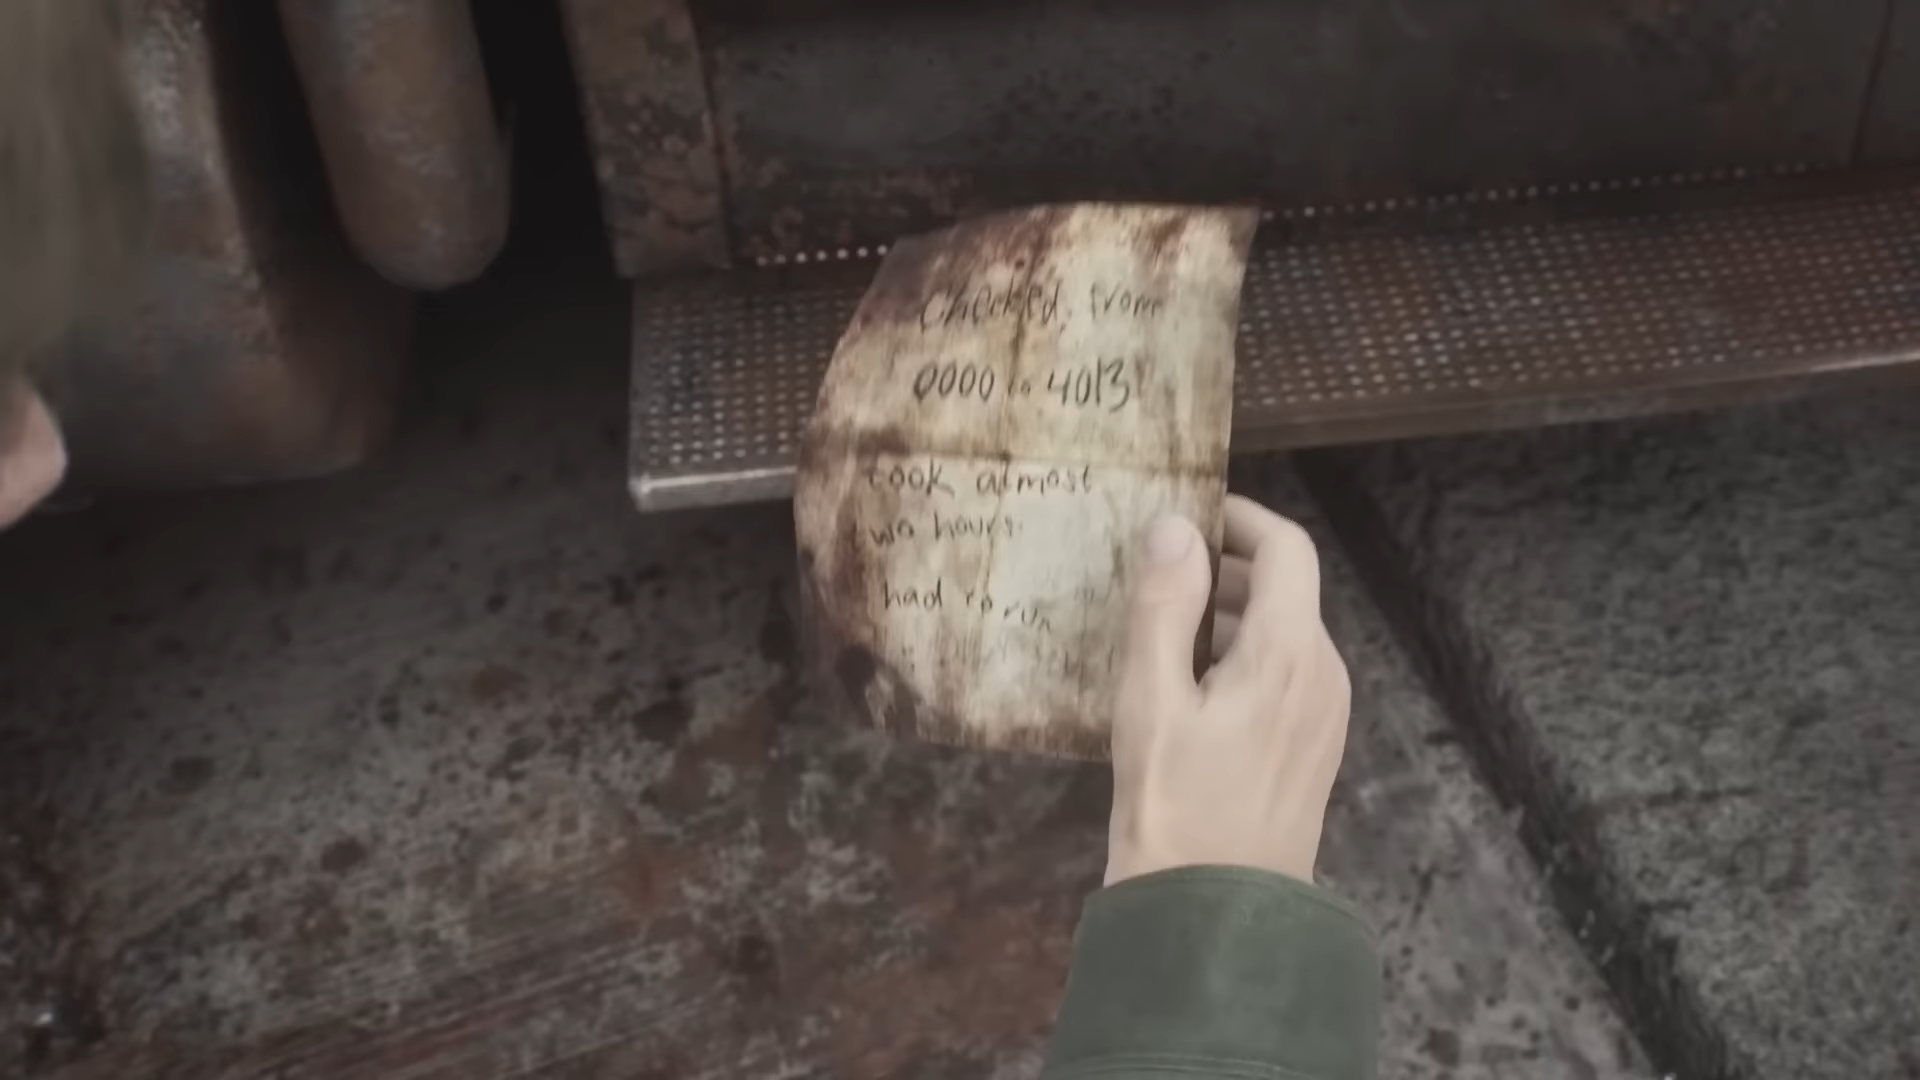 Checked, from
0000 to 4013
took almost
two hours.
had to run